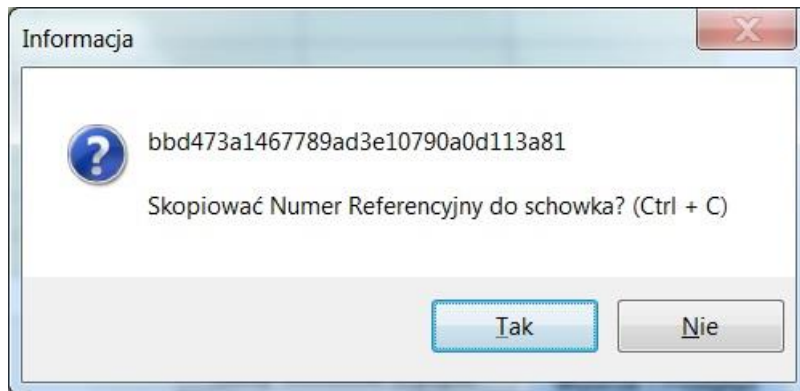 Informacja
bbd473a1467789ad3e10790a0d113a81
Skopiować Numer Referencyjny do schowka? (Ctrl + C)
Tak
Nie